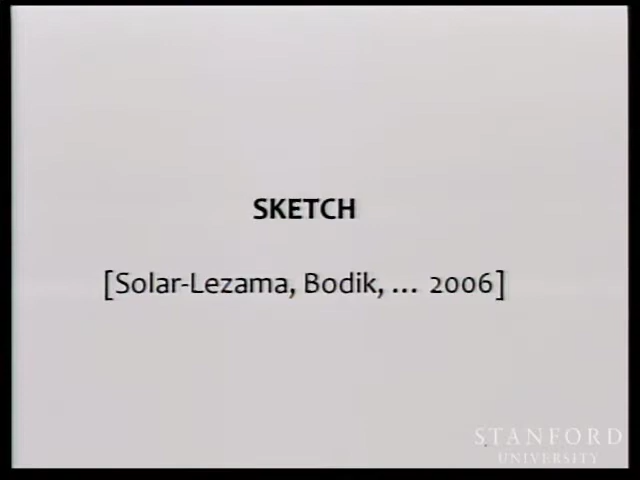 SKETCH
[Solar-Lezama, Bodik, ... 2006]
STANFORD
UNIVERSITY